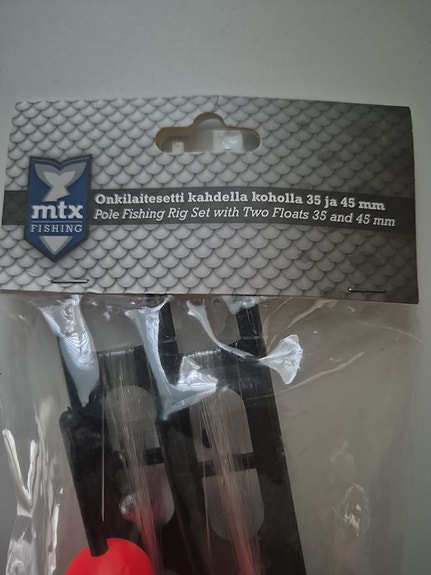 mtx
FISHING
Onkilaitesetti kahdella koholla 35 ja 45 mm
Pole Fishing Rig Set with Two Floats 35 and 45 mm